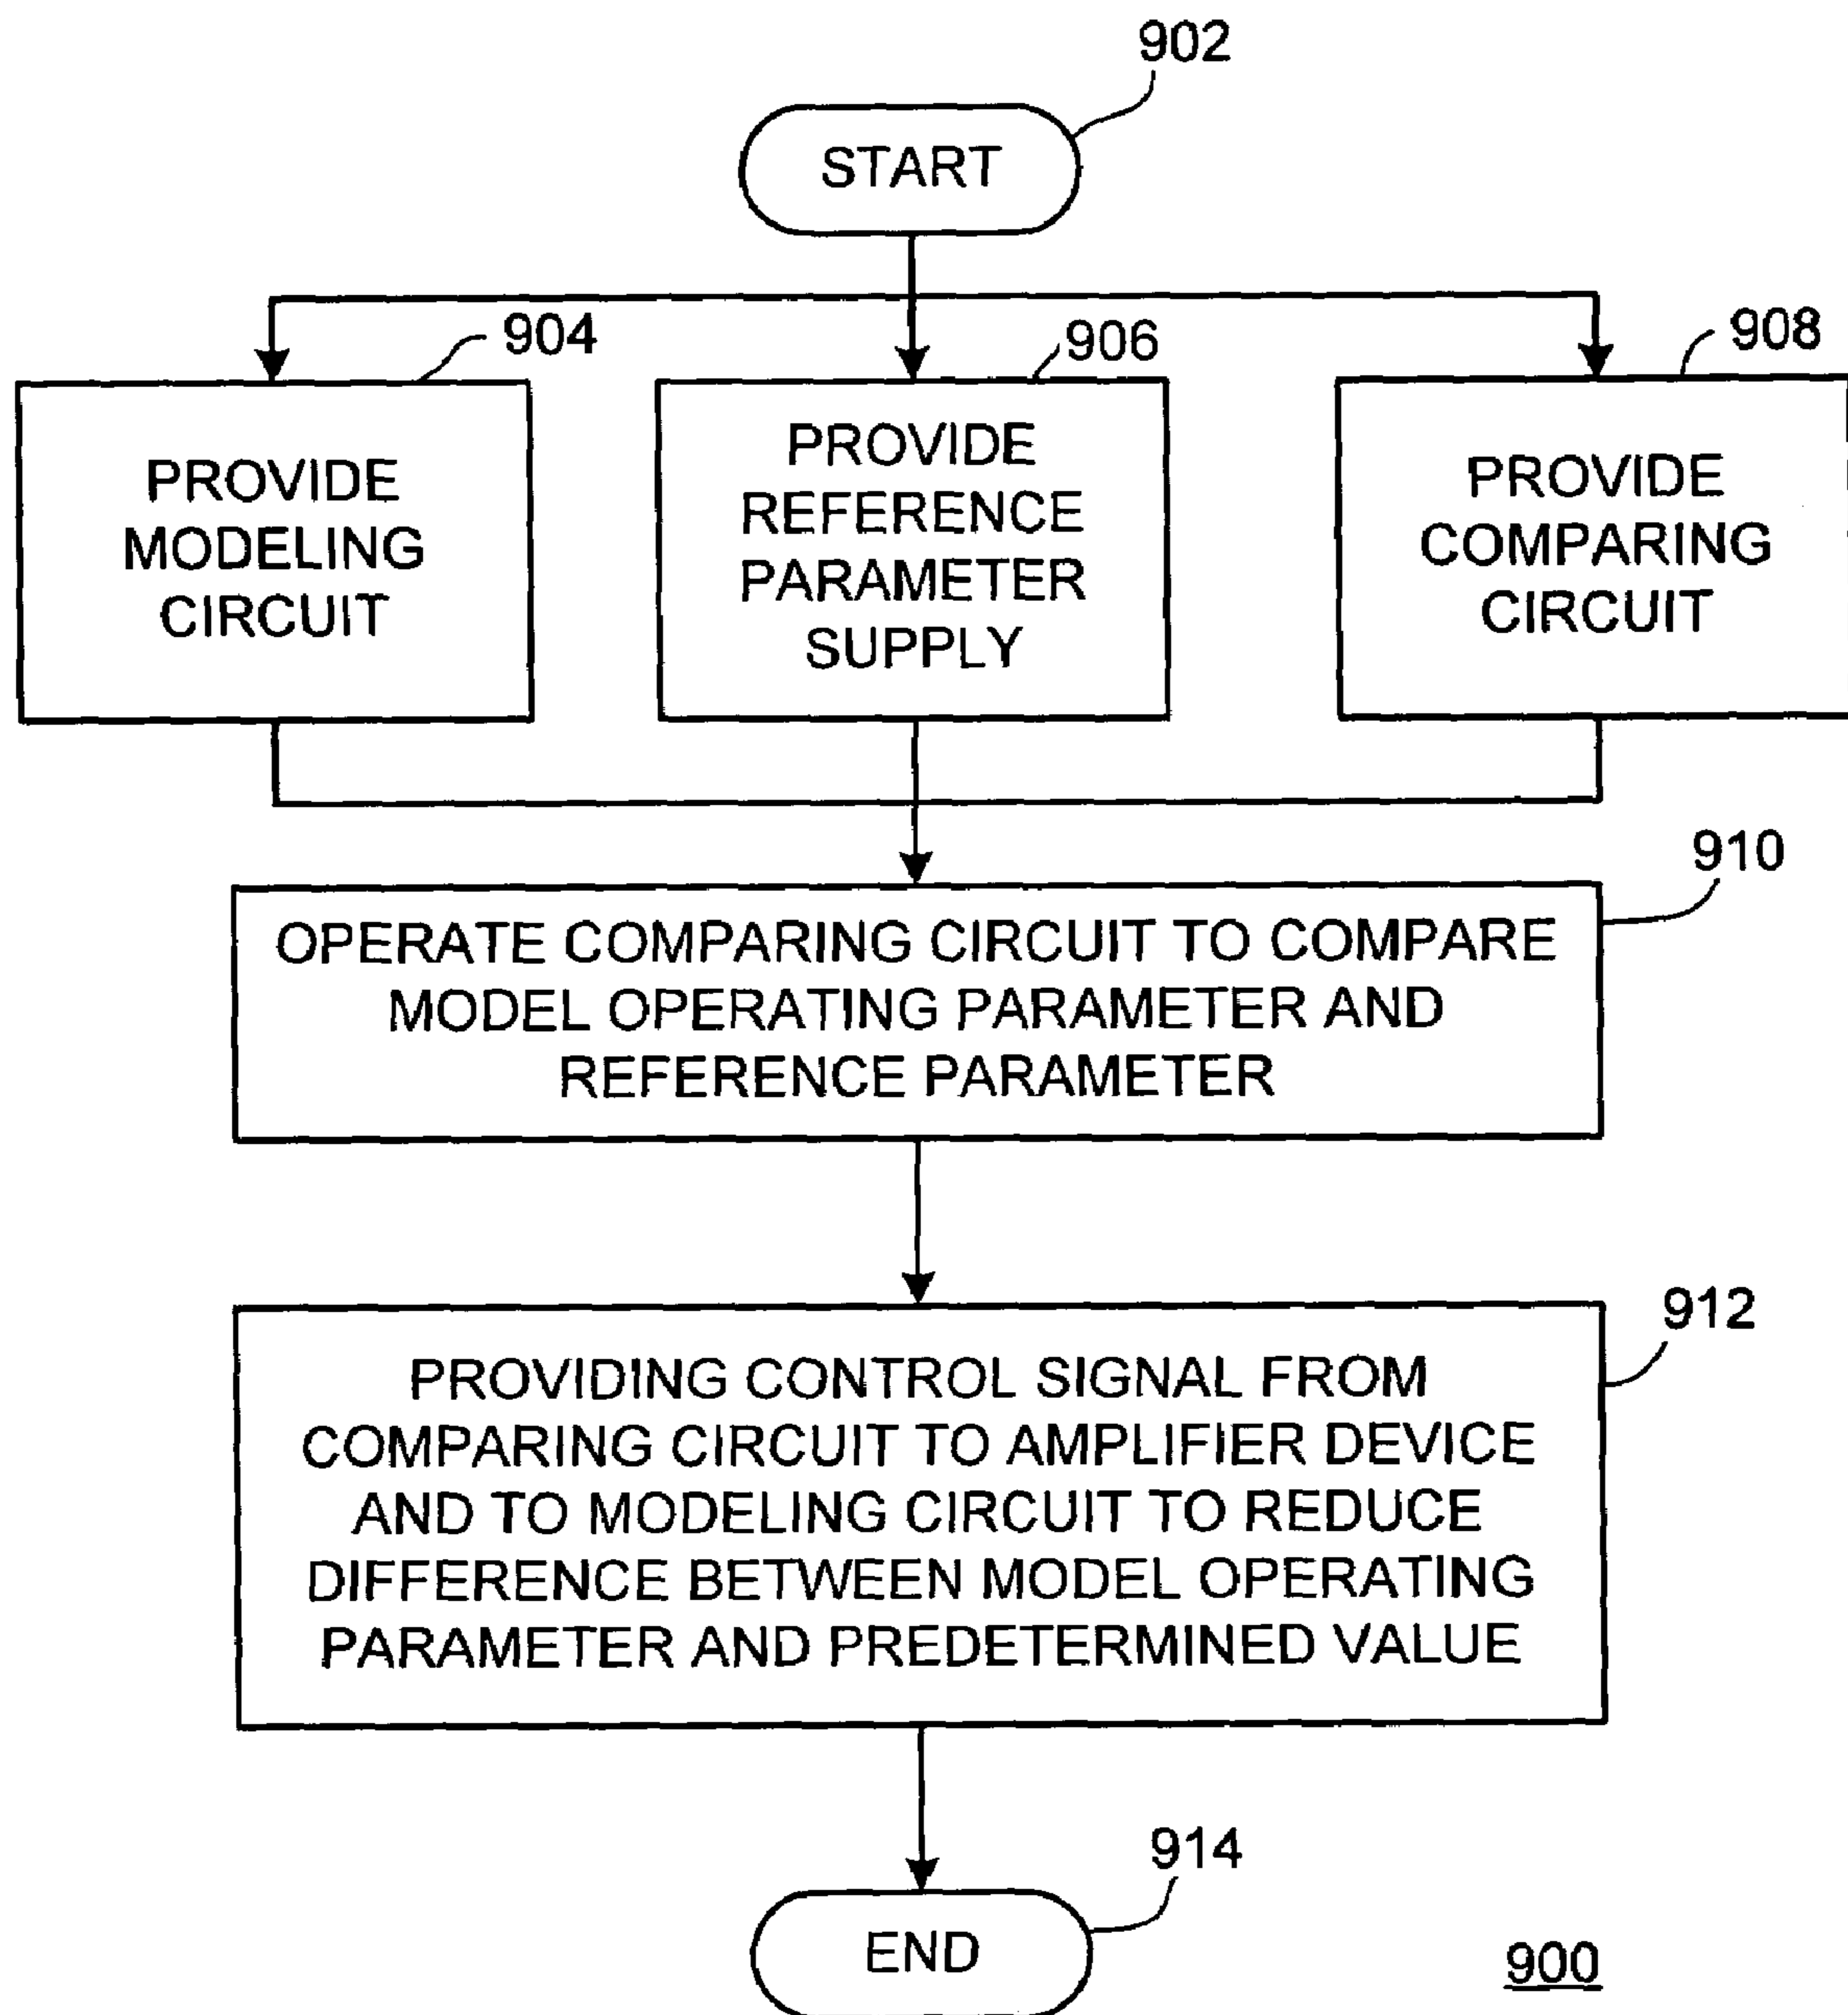 902
START
904
906
908
PROVIDE
MODELING
CIRCUIT
PROVIDE
REFERENCE
PARAMETER
SUPPLY
PROVIDE
COMPARING
CIRCUIT
910
OPERATE COMPARING CIRCUIT TO COMPARE
MODEL OPERATING PARAMETER AND
REFERENCE PARAMETER
912
PROVIDING CONTROL SIGNAL FROM
COMPARING CIRCUIT TO AMPLIFIER DEVICE
AND TO MODELING CIRCUIT TO REDUCE
DIFFERENCE BETWEEN MODEL OPERATING
PARAMETER AND PREDETERMINED VALUE
914
END
900